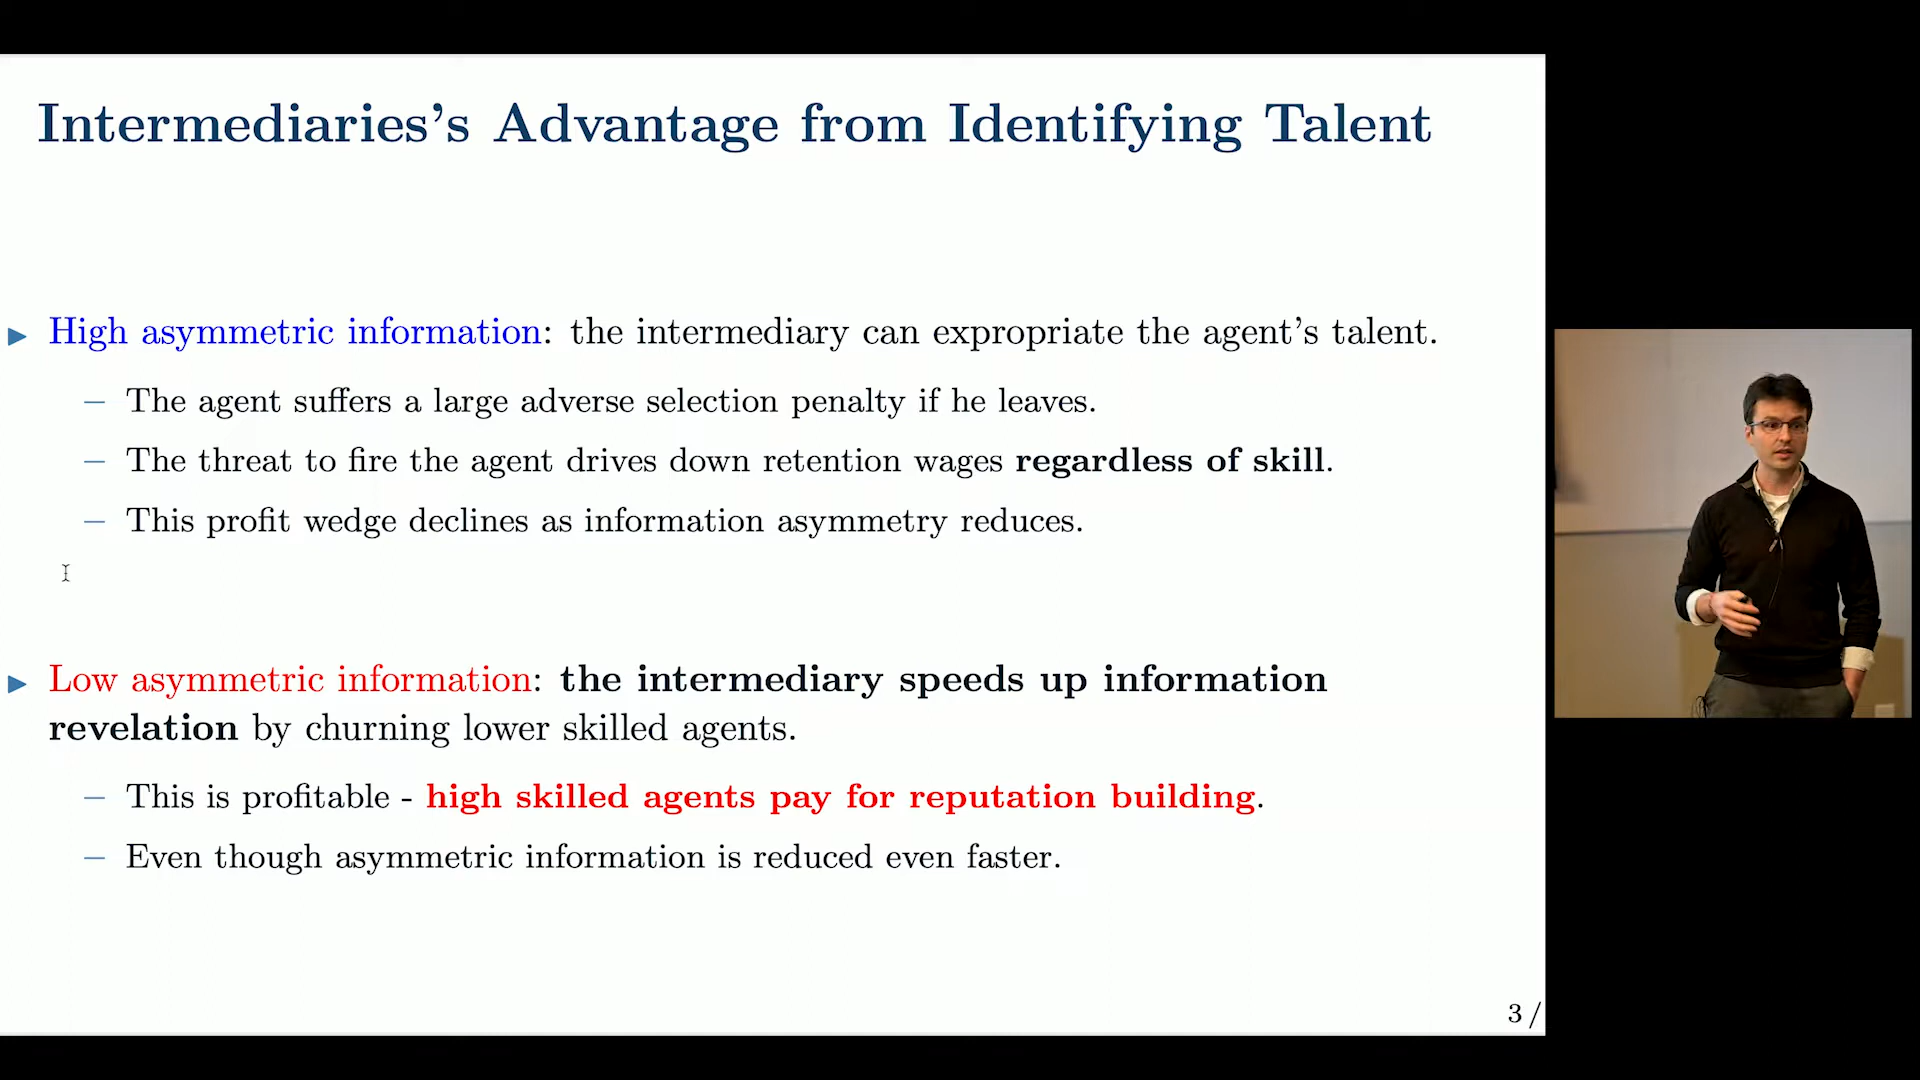 Intermediaries's Advantage from Identifying Talent
High asymmetric information: the intermediary can expropriate the agent's talent.
– The agent suffers a large adverse selection penalty if he leaves.
– The threat to fire the agent drives down retention wages regardless of skill.
– This profit wedge declines as information asymmetry reduces.
Low asymmetric information: the intermediary speeds up information
revelation by churning lower skilled agents.
– This is profitable - high skilled agents pay for reputation building.
– Even though asymmetric information is reduced even faster.
3 /